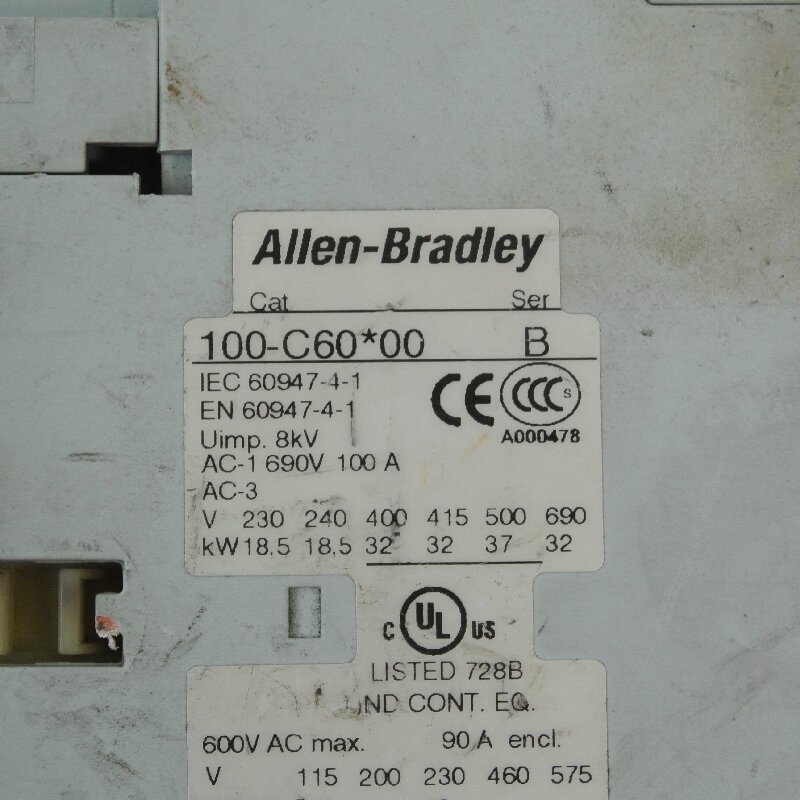 Allen-Bradley
Cat Ser
100-C60*00 B
IEC 60947-4-1
EN 60947-4-1
CE CCC S
A000478
Uimp. 8kV
AC-1 690V 100 A
AC-3
V 230 240 400 415 500 690
kW 18.5 18,5 32 32 37 32
C UL US
LISTED 728B
IND CONT. EQ.
600V AC max. 90 A encl.
V 115 200 230 460 575